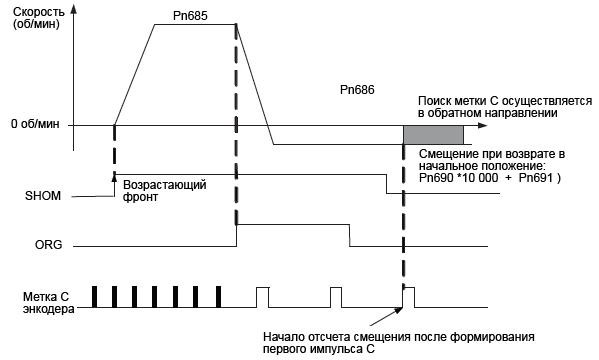 Скорость
(об/мин)
Pn685
Pn686
Поиск метки C осуществляется
в обратном направлении
0 об/мин
Смещение при возврате в
начальное положение:
Pn690 *10 000 + Pn691 )
Возрастающий
фронт
SHOM
ORG
Метка C
энкодера
Начало отсчета смещения после формирования
первого импульса C